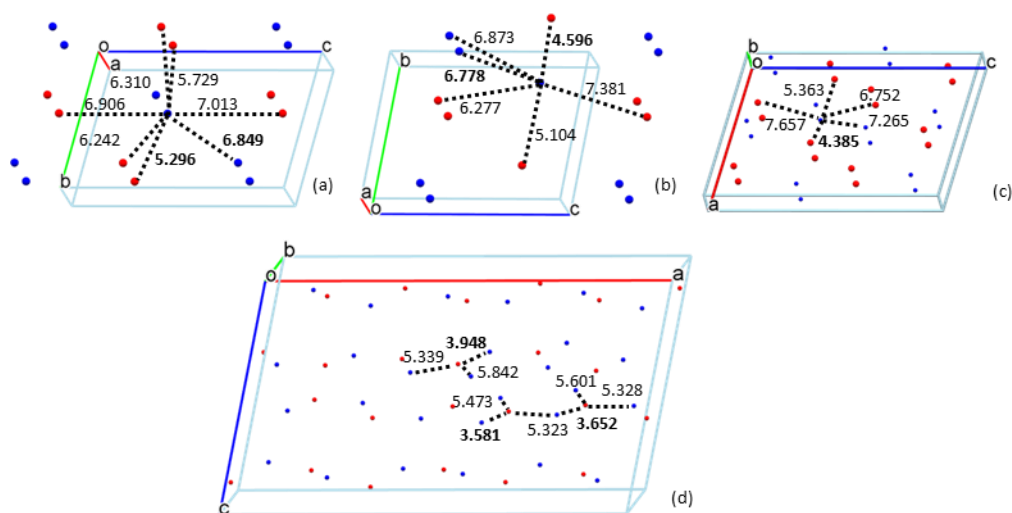 o
c
a
6.310
5.729
6.906
7.013
6.242
6.849
5.296
b
(a)
6.873
4.596
b
6.778
7.381
6.277
5.104
a
o
c
(b)
b
o
c
5.363
6.752
7.657
7.265
4.385
a
(c)
b
o
a
3.948
5.339
5.842
5.601
5.328
5.473
3.581
5.323
3.652
c
(d)